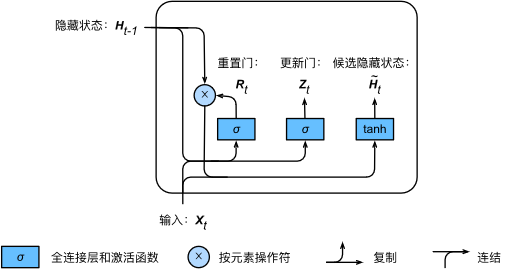 隐藏状态：H_{t-1}
重置门： 更新门： 候选隐藏状态：
R_t Z_t H̃_t
×
σ σ tanh
输入：X_t
σ 全连接层和激活函数 × 按元素操作符 复制 连结